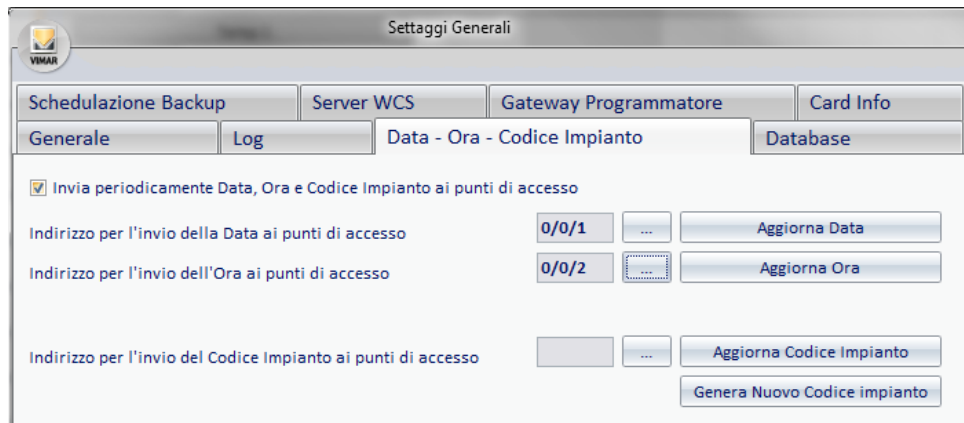 Settaggi Generali
VIMAR
Schedulazione Backup Server WCS Gateway Programmatore Card Info
Generale Log Data - Ora - Codice Impianto Database
Invia periodicamente Data, Ora e Codice Impianto ai punti di accesso
Indirizzo per l'invio della Data ai punti di accesso 0/0/1 ... Aggiorna Data
Indirizzo per l'invio dell'Ora ai punti di accesso 0/0/2 ... Aggiorna Ora
Indirizzo per l'invio del Codice Impianto ai punti di accesso ... Aggiorna Codice Impianto
Genera Nuovo Codice impianto